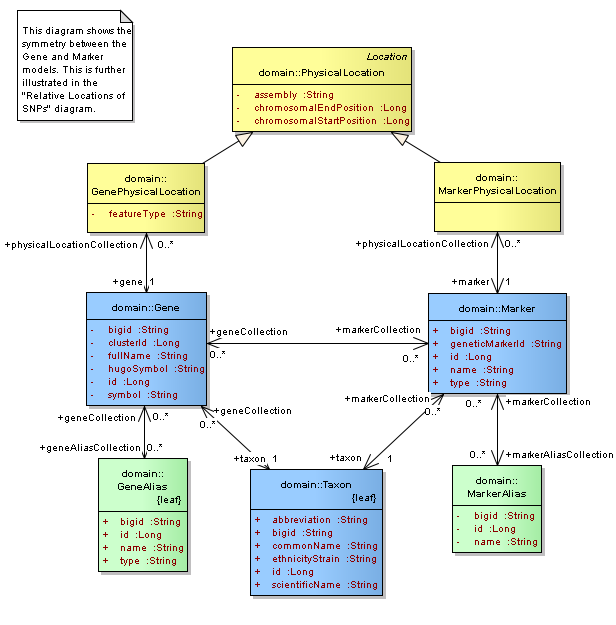 This diagram shows the
symmetry between the
Gene and Marker
models. This is further
illustrated in the
"Relative Locations of
SNPs" diagram.
Location
domain::PhysicalLocation
- assembly :String
- chromosomalEndPosition :Long
- chromosomalStartPosition :Long
domain::
GenePhysicalLocation
- featureType :String
domain::
MarkerPhysicalLocation
+physicalLocationCollection 0..*
+physicalLocationCollection 0..*
+gene 1
+marker 1
domain::Gene
- bigid :String
- clusterId :Long
- fullName :String
- hugoSymbol :String
- id :Long
- symbol :String
+geneCollection
0..*
+markerCollection
0..*
domain::Marker
+ bigid :String
+ geneticMarkerId :String
+ id :Long
+ name :String
+ type :String
+geneCollection 0..*
+geneCollection
0..*
+markerCollection
0..*
0..*
+markerCollection
+geneAliasCollection 0..*
+taxon 1
+taxon 1
0..*
+markerAliasCollection
domain::
GeneAlias
{leaf}
+ bigid :String
+ id :Long
+ name :String
+ type :String
domain::Taxon
{leaf}
+ abbreviation :String
+ bigid :String
+ commonName :String
+ ethnicityStrain :String
+ id :Long
+ scientificName :String
domain::
MarkerAlias
- bigid :String
- id :Long
- name :String